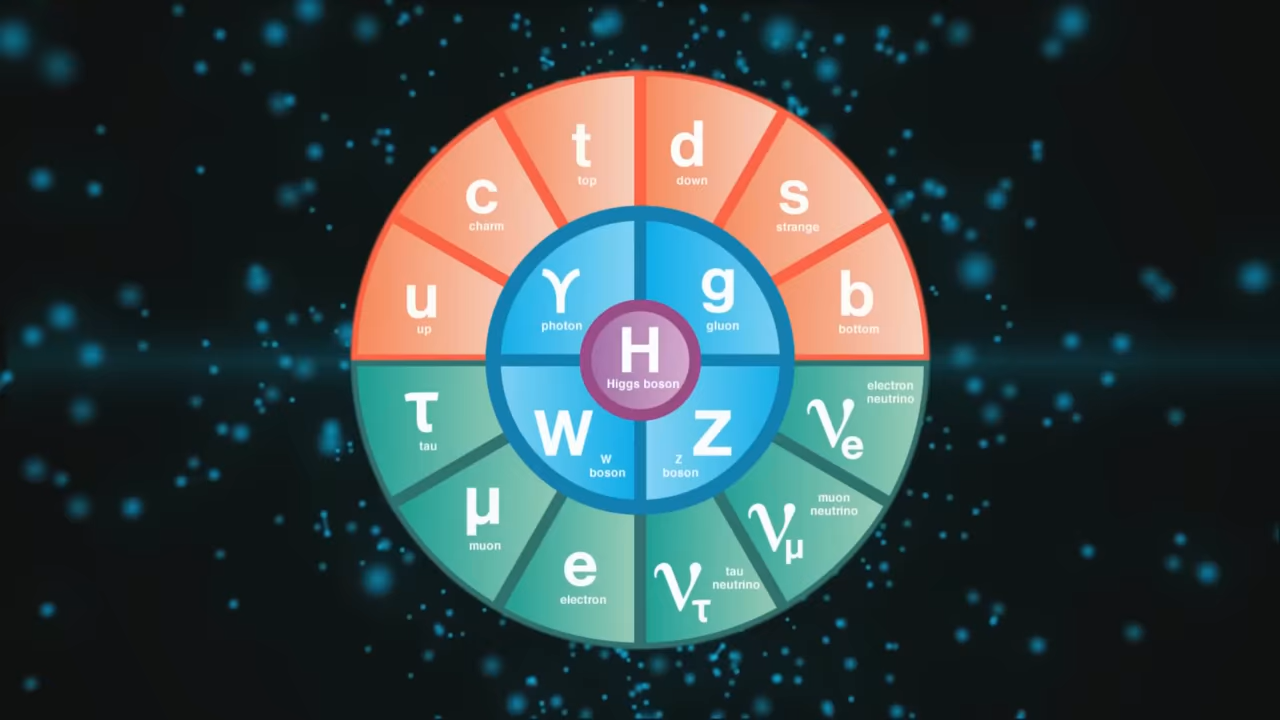 t
top
d
down
c
charm
s
strange
u
up
b
bottom
γ
photon
g
gluon
H
Higgs boson
W
W
boson
Z
Z
boson
τ
tau
νe
electron
neutrino
μ
muon
νμ
muon
neutrino
e
electron
ντ
tau
neutrino